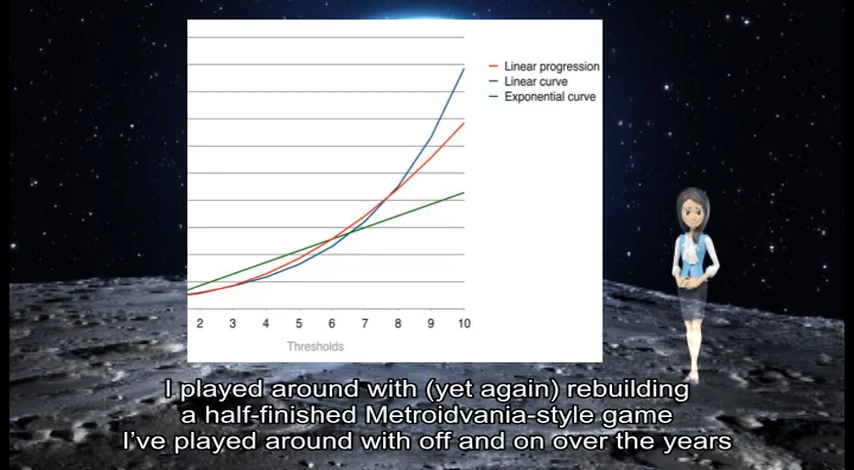 Linear progression
Linear curve
Exponential curve
2 3 4 5 6 7 8 9 10
Thresholds
I played around with (yet again) rebuilding
a half-finished Metroidvania-style game
I've played around with off and on over the years